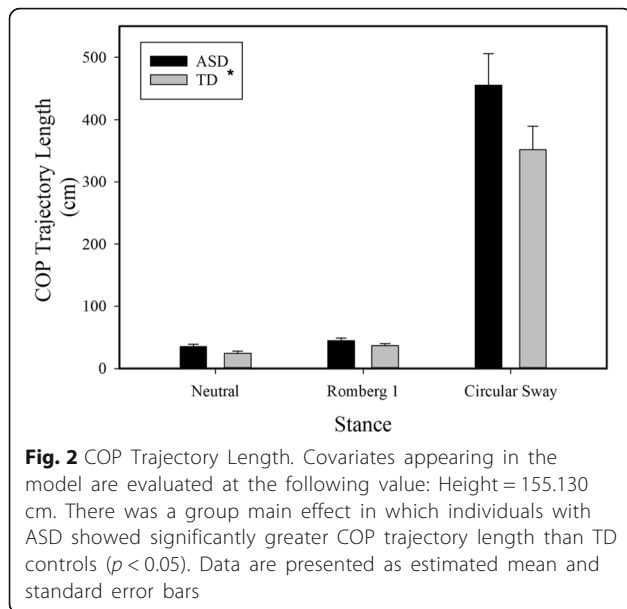 500
400
300
200
100
0
COP Trajectory Length
(cm)
ASD
TD *
Neutral Romberg 1 Circular Sway
Stance
Fig. 2 COP Trajectory Length. Covariates appearing in the
model are evaluated at the following value: Height = 155.130
cm. There was a group main effect in which individuals with
ASD showed significantly greater COP trajectory length than TD
controls (p < 0.05). Data are presented as estimated mean and
standard error bars